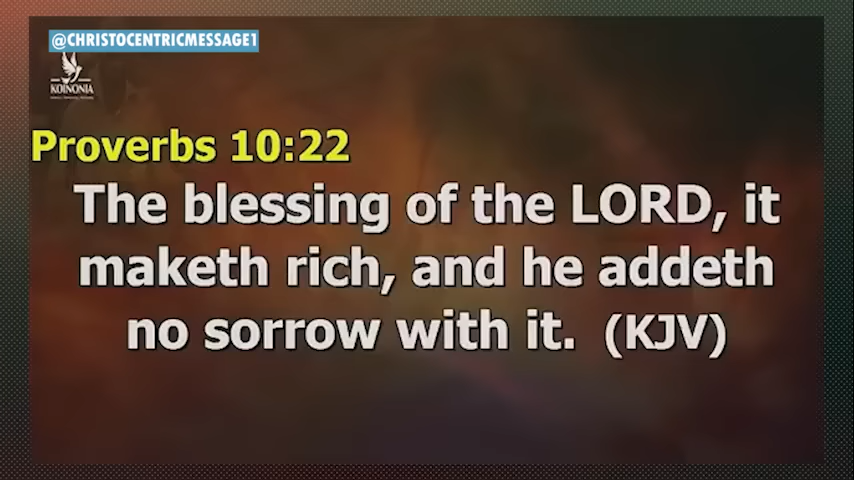 @CHRISTOCENTRICMESSAGE1
KOINONIA
Proverbs 10:22
The blessing of the LORD, it
maketh rich, and he addeth
no sorrow with it. (KJV)